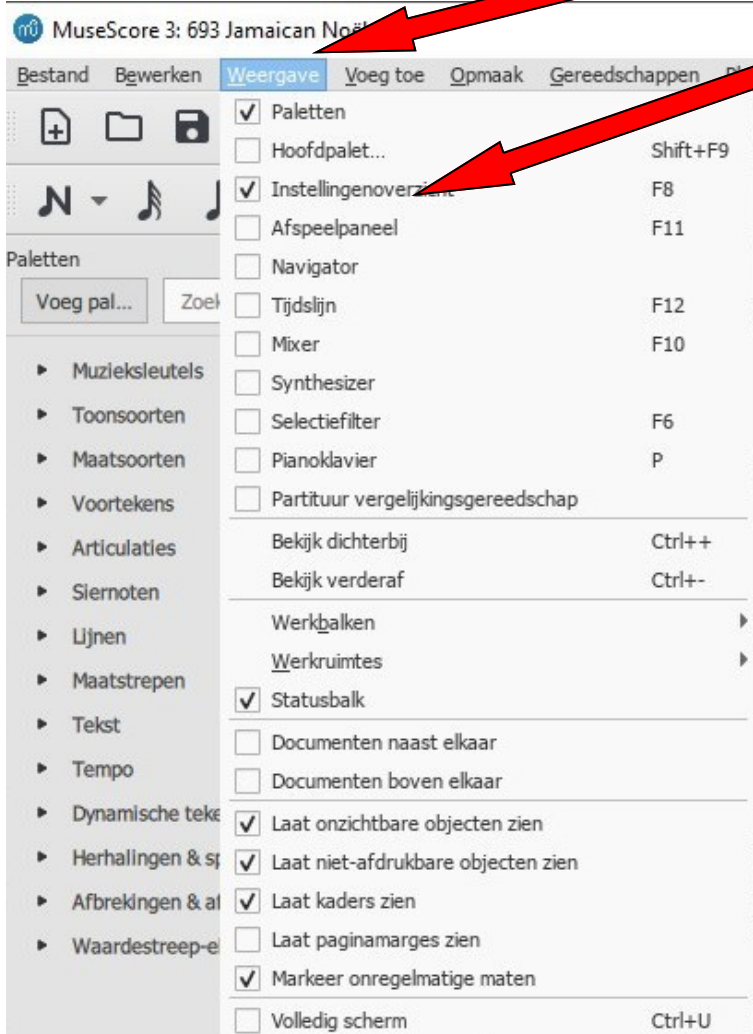 MuseScore 3: 693 Jamaican Noël
Bestand Bewerken Weergave Voeg toe Opmaak Gereedschappen
Paletten
Hoofdpalet... Shift+F9
Instellingenoverzicht F8
Afspeelpaneel F11
Navigator
Tijdslijn F12
Mixer F10
Synthesizer
Selectiefilter F6
Pianoklavier P
Partituur vergelijkingsgereedschap
Bekijk dichterbij Ctrl++
Bekijk verderaf Ctrl+-
Werkbalken
Werkruimtes
Statusbalk
Documenten naast elkaar
Documenten boven elkaar
Laat onzichtbare objecten zien
Laat niet-afdrukbare objecten zien
Laat kaders zien
Laat paginamarges zien
Markeer onregelmatige maten
Volledig scherm Ctrl+U
Paletten
Voeg pal... Zoek
Muzieksleutels
Toonsoorten
Maatsoorten
Voortekens
Articulaties
Siernoten
Lijnen
Maatstrepen
Tekst
Tempo
Dynamische teke
Herhalingen & sp
Afbrekingen & af
Waardestreep-e